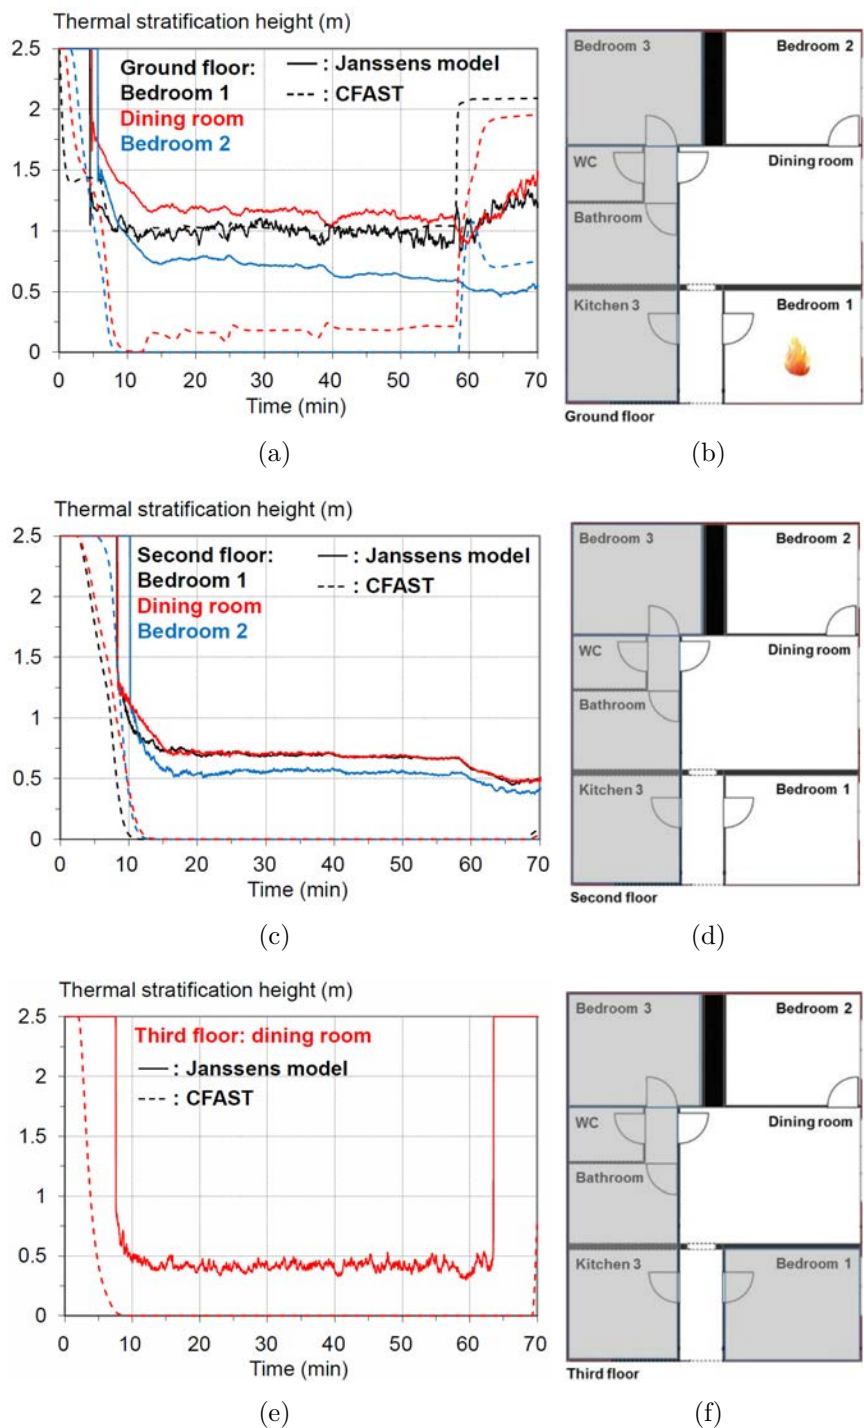 Thermal stratification height (m)
2.5
2
1.5
1
0.5
0
Ground floor:
Bedroom 1
Dining room
Bedroom 2
: Janssens model
: CFAST
0 10 20 30 40 50 60 70
Time (min)
(a)
Bedroom 3
Bedroom 2
WC
Dining room
Bathroom
Kitchen 3
Bedroom 1
Ground floor
(b)
Thermal stratification height (m)
2.5
2
1.5
1
0.5
0
Second floor:
Bedroom 1
Dining room
Bedroom 2
: Janssens model
: CFAST
0 10 20 30 40 50 60 70
Time (min)
(c)
Bedroom 3
Bedroom 2
WC
Dining room
Bathroom
Kitchen 3
Bedroom 1
Second floor
(d)
Thermal stratification height (m)
2.5
2
1.5
1
0.5
0
Third floor: dining room
: Janssens model
: CFAST
0 10 20 30 40 50 60 70
Time (min)
(e)
Bedroom 3
Bedroom 2
WC
Dining room
Bathroom
Kitchen 3
Bedroom 1
Third floor
(f)